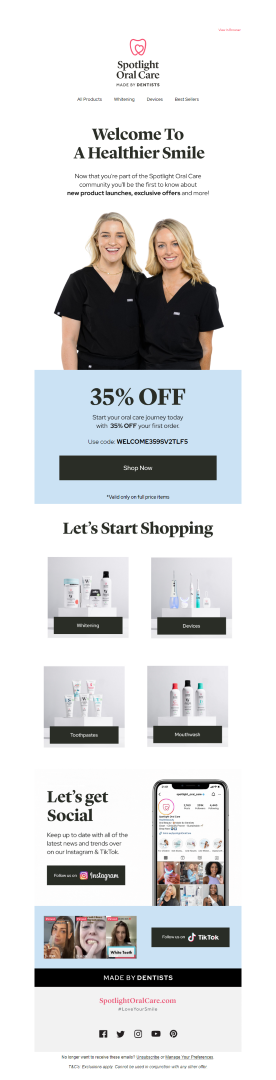 View in Browser
Spotlight
Oral Care
MADE BY DENTISTS
All Products Whitening Devices Best Sellers
Welcome To
A Healthier Smile
Now that you're part of the Spotlight Oral Care
community you'll be the first to know about
new product launches, exclusive offers and more!
35% OFF
Start your oral care journey today
with 35% OFF your first order.
Use code: WELCOME359SV2TLF5
Shop Now
*Valid only on full price items
Let's Start Shopping
Whitening
Devices
Toothpastes
Mouthwash
Let's get
Social
Keep up to date with all of the
latest news and trends over
on our Instagram & TikTok.
Follow us on Instagram
spotlight_oral_care
White Teeth
Follow us on TikTok
MADE BY DENTISTS
SpotlightOralCare.com
#LoveYourSmile
No longer want to receive these emails? Unsubscribe or Manage Your Preferences
T&C's: Exclusions apply. Cannot be used in conjunction with any other offer.